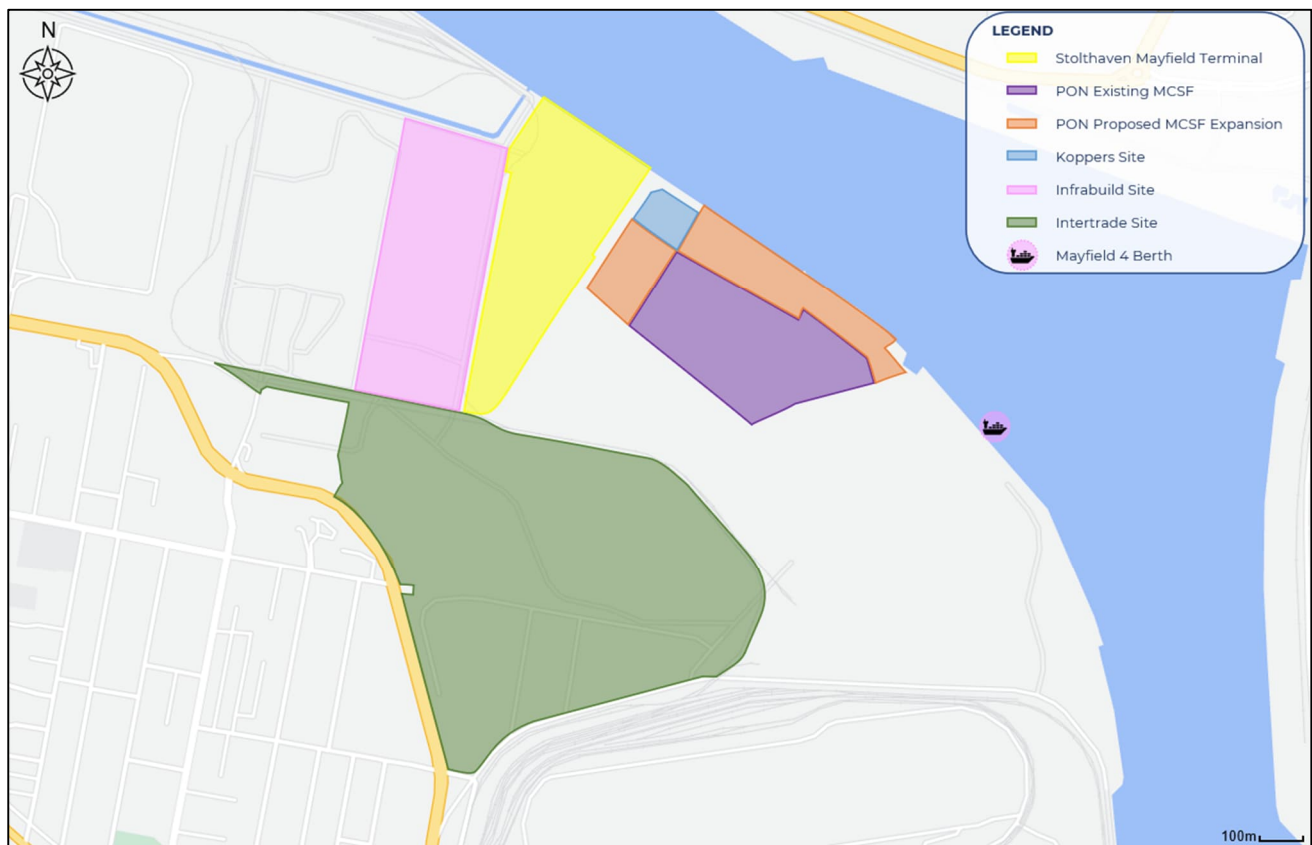 N
LEGEND
Stolthaven Mayfield Terminal
PON Existing MCSF
PON Proposed MCSF Expansion
Koppers Site
Infrabuild Site
Intertrade Site
Mayfield 4 Berth
100m